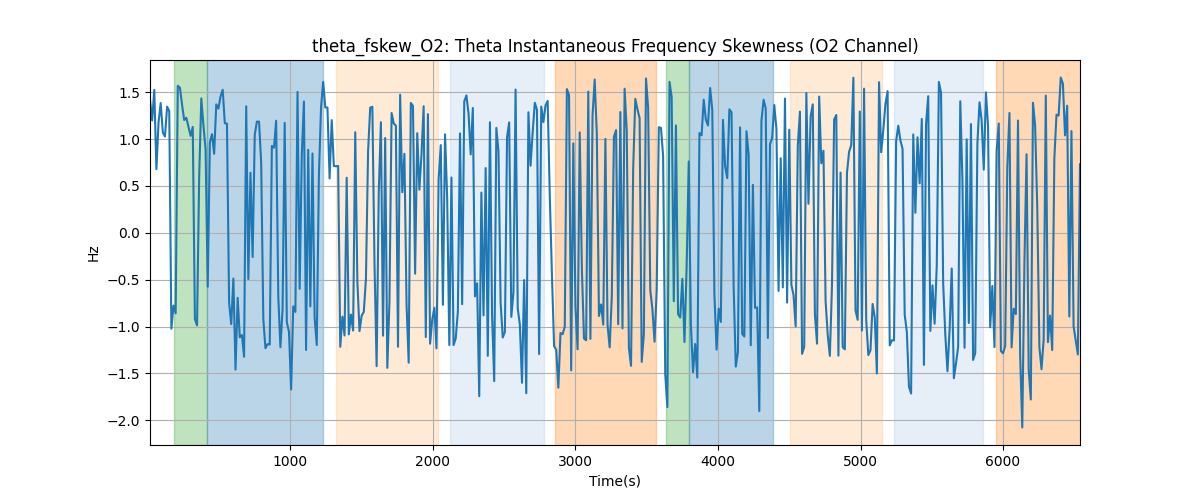 theta_fskew_O2: Theta Instantaneous Frequency Skewness (O2 Channel)
1.5
1.0
0.5
0.0
−0.5
−1.0
−1.5
−2.0
Hz
1000 2000 3000 4000 5000 6000
Time(s)